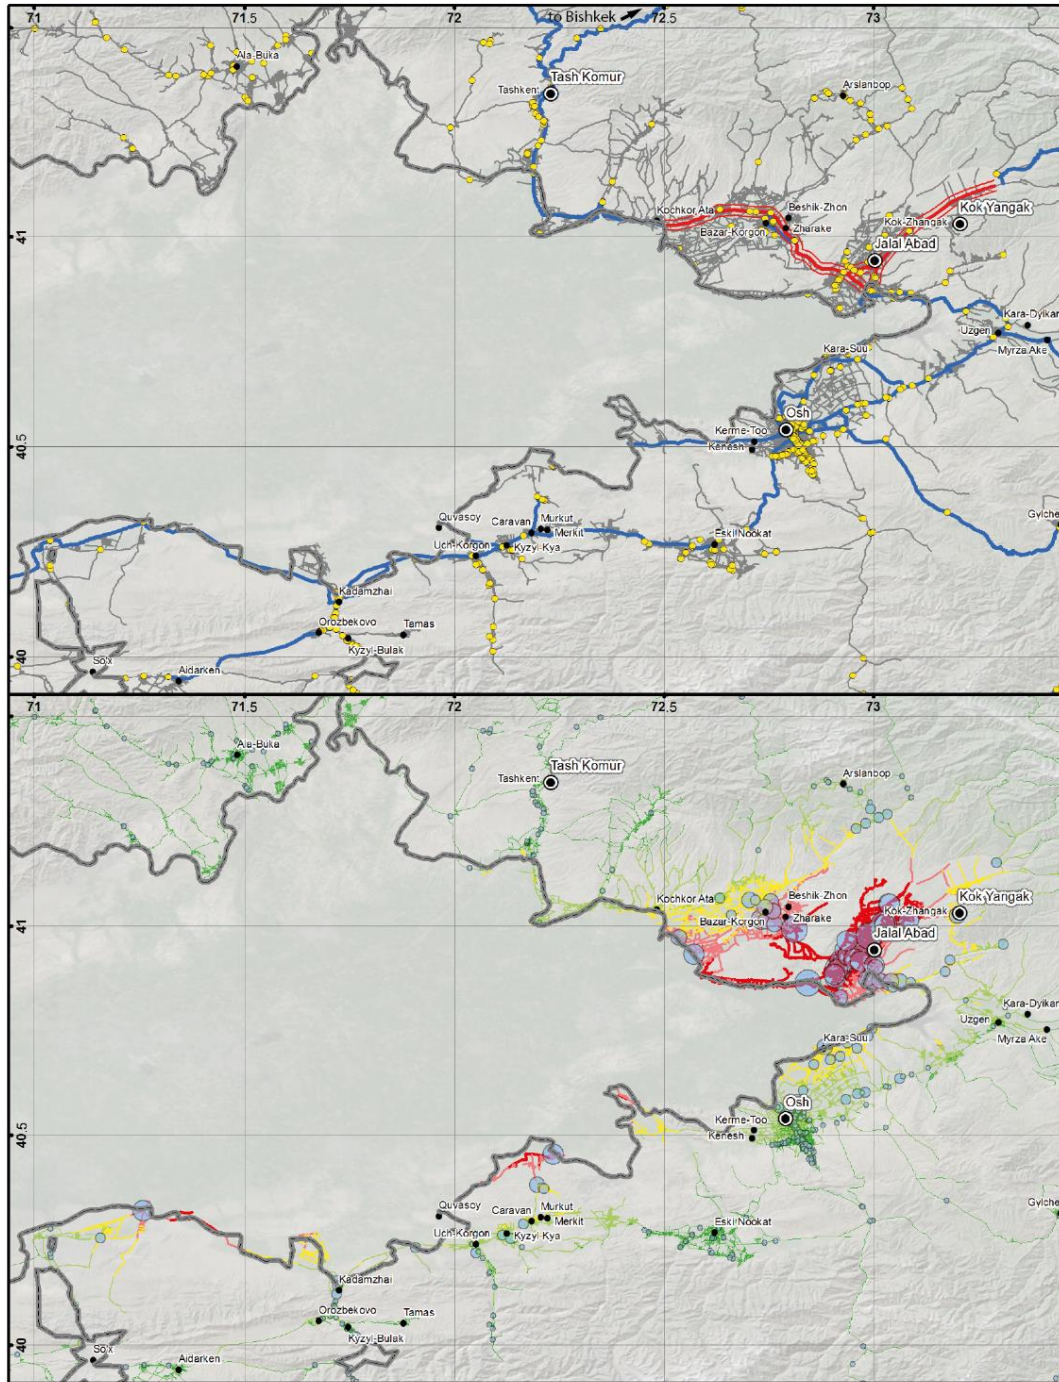 71 71.5 72 72.5 73
to Bishkek
Ala-Buka
Tash Komur
Tashkent
Arslanbop
Kochkor Ata
Beshik-Zhon
Kok Yangak
Kok-Zhangak
Bazar-Korgon
Zharake
41
Jalal Abad
Kara-Dyikan
Uzgen
Kara-Suu
Myrza Ake
Osh
Kerme-Too
40.5
Kenesh
Quvasoy
Caravan
Murkut
Gylche
Merkit
Eski Nookat
Uch-Korgon
Kyzyl-Kya
Kadamzhai
Orozbekovo
Tamas
Kyzyl-Bulak
40
So'x
Aidarken
71 71.5 72 72.5 73
Ala-Buka
Tash Komur
Tashkent
Arslanbop
Kochkor Ata
Beshik-Zhon
Kok Yangak
Kok-Zhangak
Bazar-Korgon
Zharake
41
Jalal Abad
Kara-Dyikan
Uzgen
Kara-Suu
Myrza Ake
Osh
Kerme-Too
40.5
Kenesh
Quvasoy
Caravan
Murkut
Gylche
Merkit
Eski Nookat
Uch-Korgon
Kyzyl-Kya
Kadamzhai
Orozbekovo
Tamas
Kyzyl-Bulak
40
So'x
Aidarken